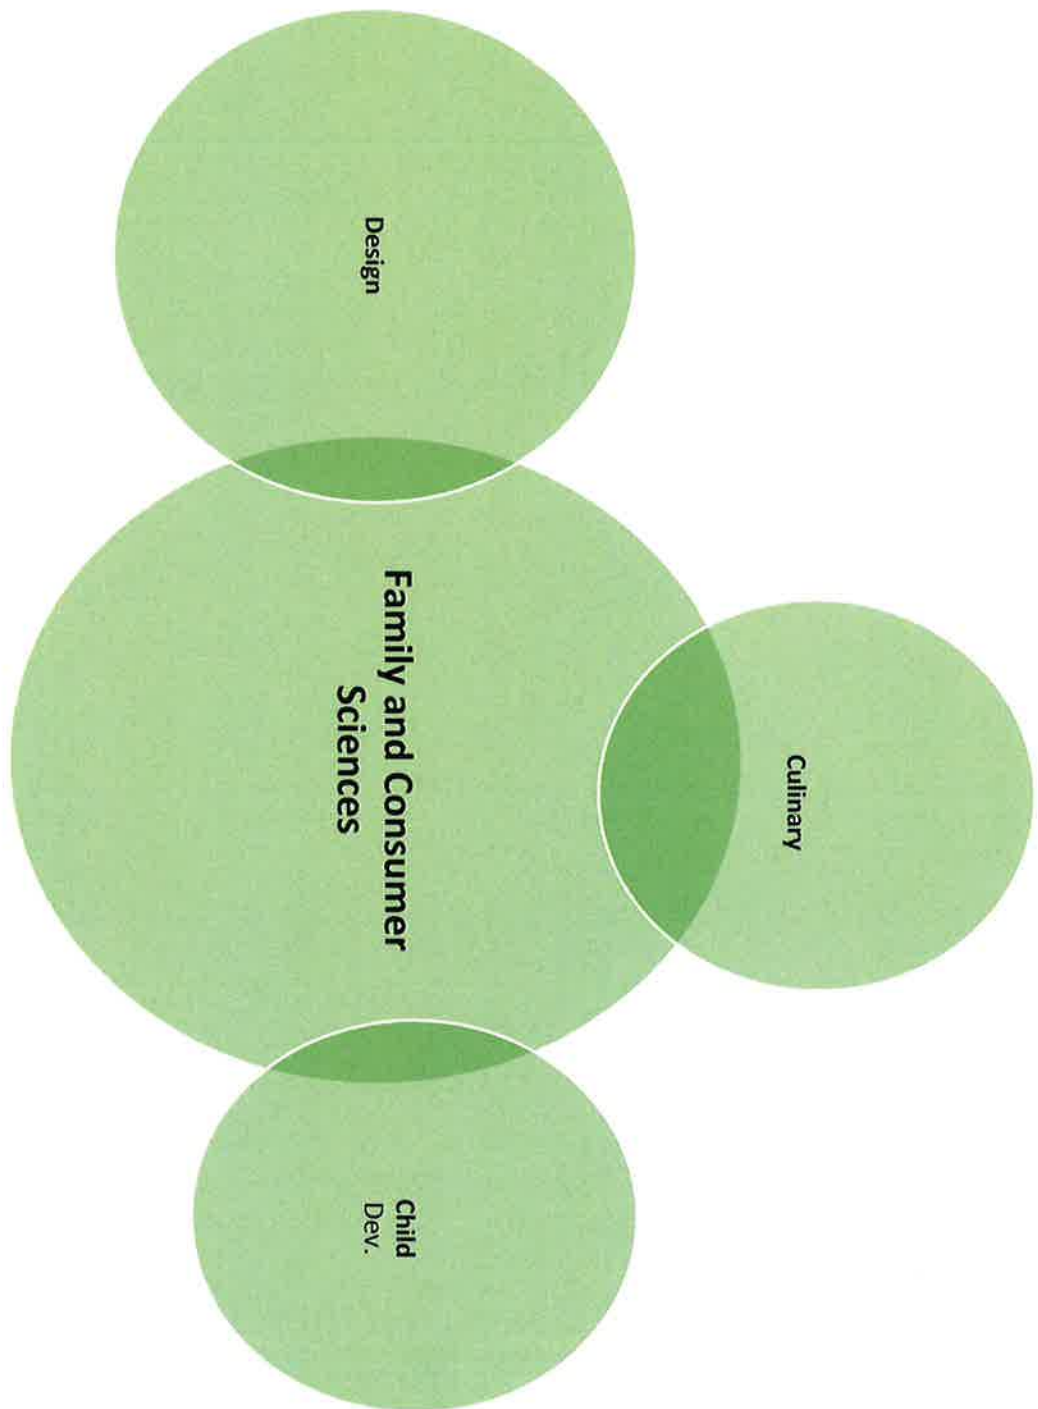 Culinary
Design
Family and Consumer
Sciences
Child
Dev.